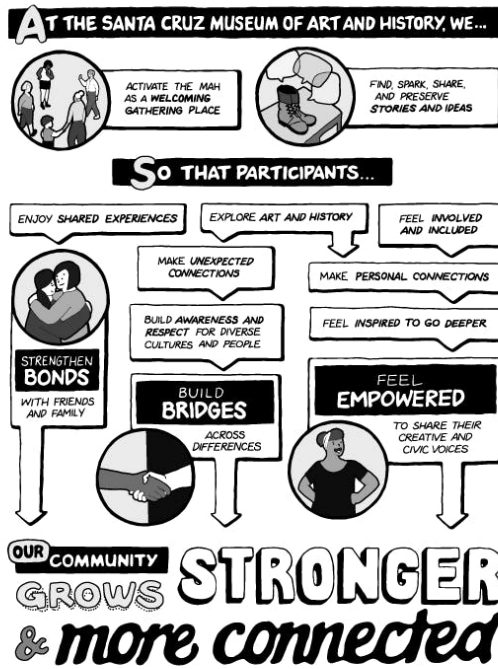 AT THE SANTA CRUZ MUSEUM OF ART AND HISTORY, WE...
ACTIVATE THE MAH
AS A WELCOMING
GATHERING PLACE
FIND, SPARK, SHARE,
AND PRESERVE
STORIES AND IDEAS
SO THAT PARTICIPANTS...
ENJOY SHARED EXPERIENCES
EXPLORE ART AND HISTORY
FEEL INVOLVED
AND INCLUDED
MAKE UNEXPECTED
CONNECTIONS
MAKE PERSONAL CONNECTIONS
BUILD AWARENESS AND
RESPECT FOR DIVERSE
CULTURES AND PEOPLE
FEEL INSPIRED TO GO DEEPER
STRENGTHEN
BONDS
WITH FRIENDS
AND FAMILY
BUILD
BRIDGES
ACROSS
DIFFERENCES
FEEL
EMPOWERED
TO SHARE THEIR
CREATIVE AND
CIVIC VOICES
OUR COMMUNITY
GROWS STRONGER
& more connected